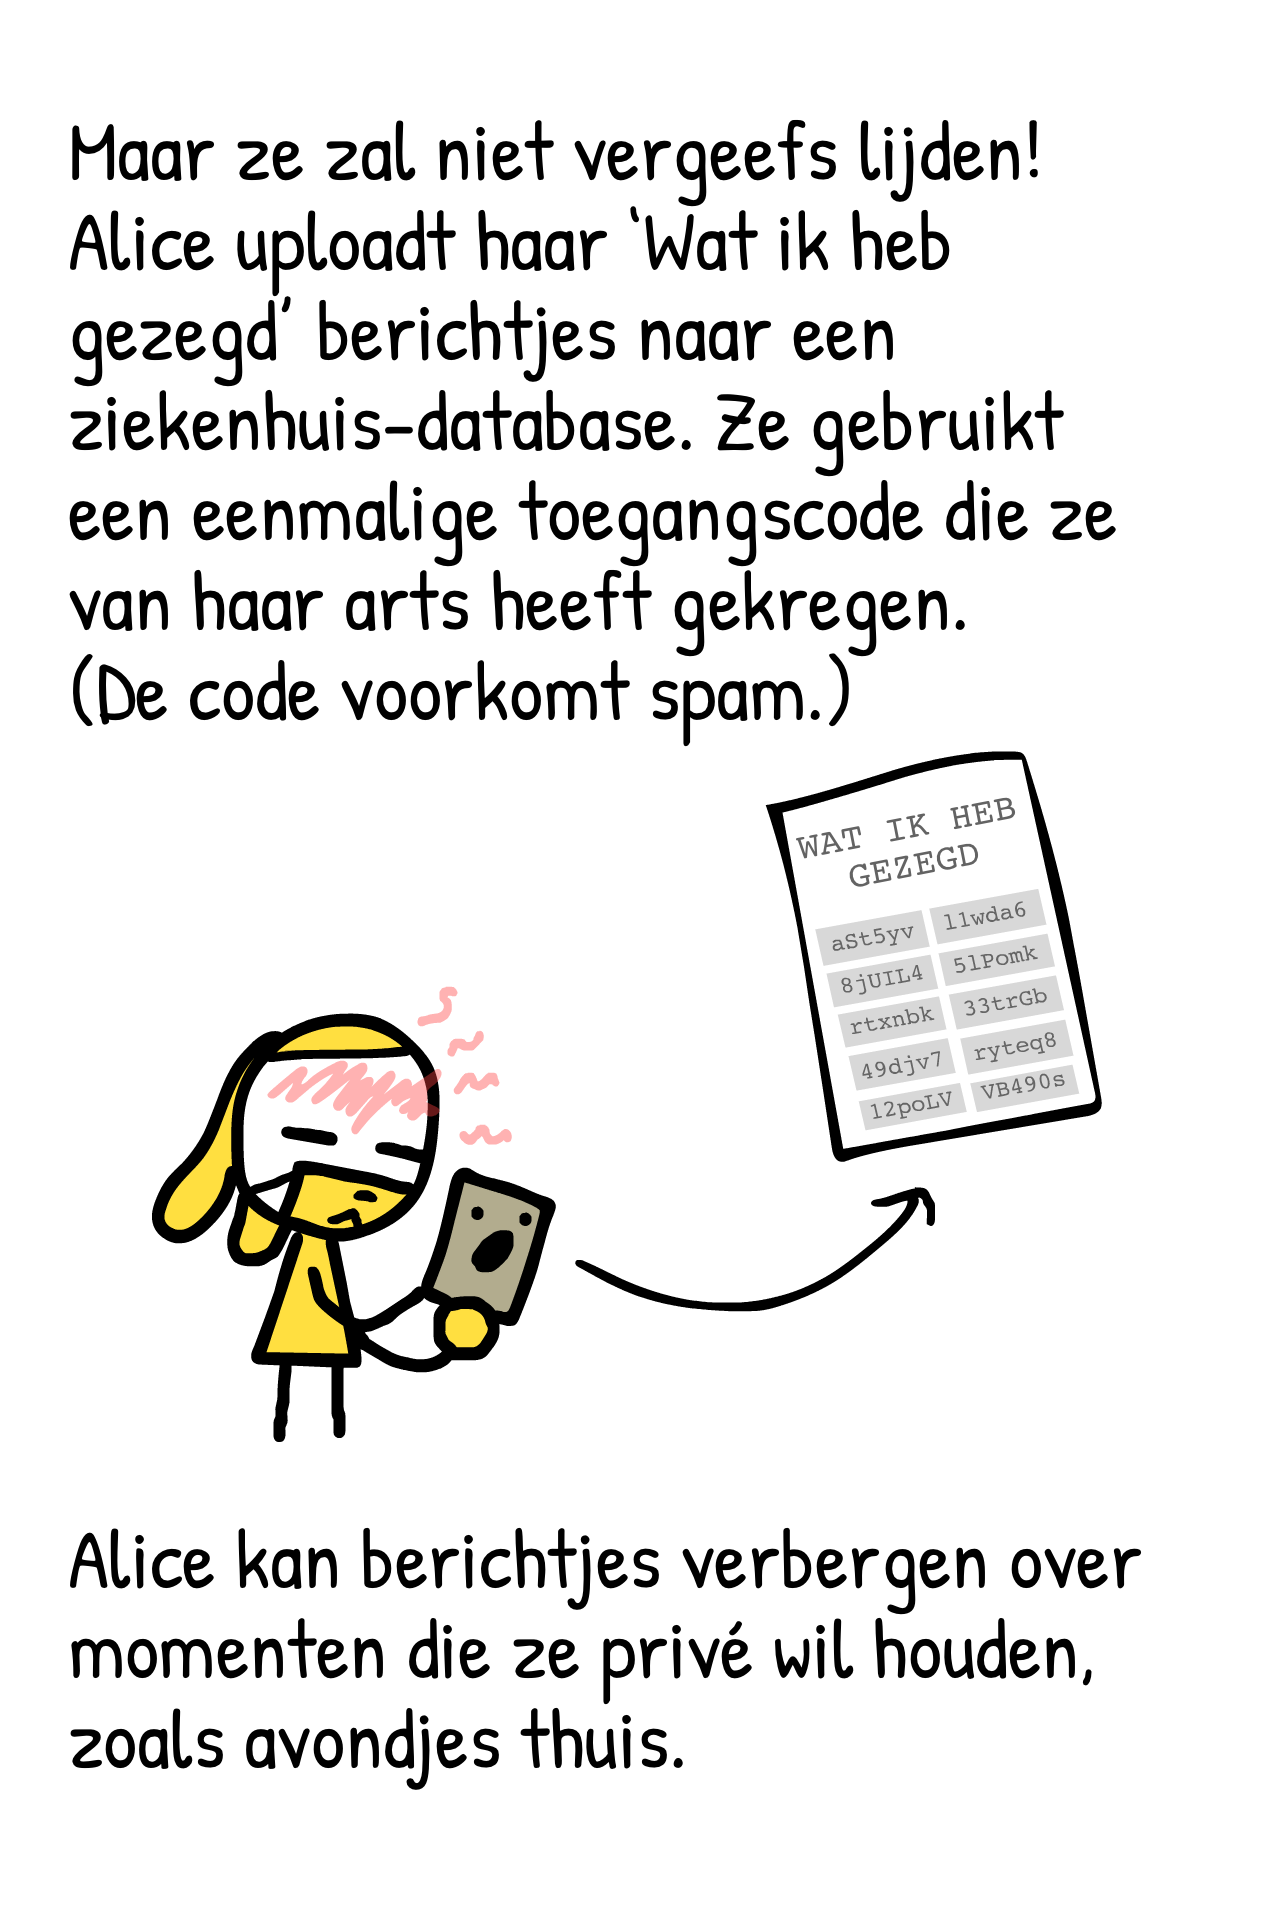 Maar ze zal niet vergeefs lijden!
Alice uploadt haar ‘Wat ik heb
gezegd’ berichtjes naar een
ziekenhuis-database. Ze gebruikt
een eenmalige toegangscode die ze
van haar arts heeft gekregen.
(De code voorkomt spam.)
WAT IK HEB
GEZEGD
aSt5yv l1wda6
8jUIL4 5lPomk
rtxnbk 33trGb
49djv7 ryteq8
12poLV VB490s
Alice kan berichtjes verbergen over
momenten die ze privé wil houden,
zoals avondjes thuis.